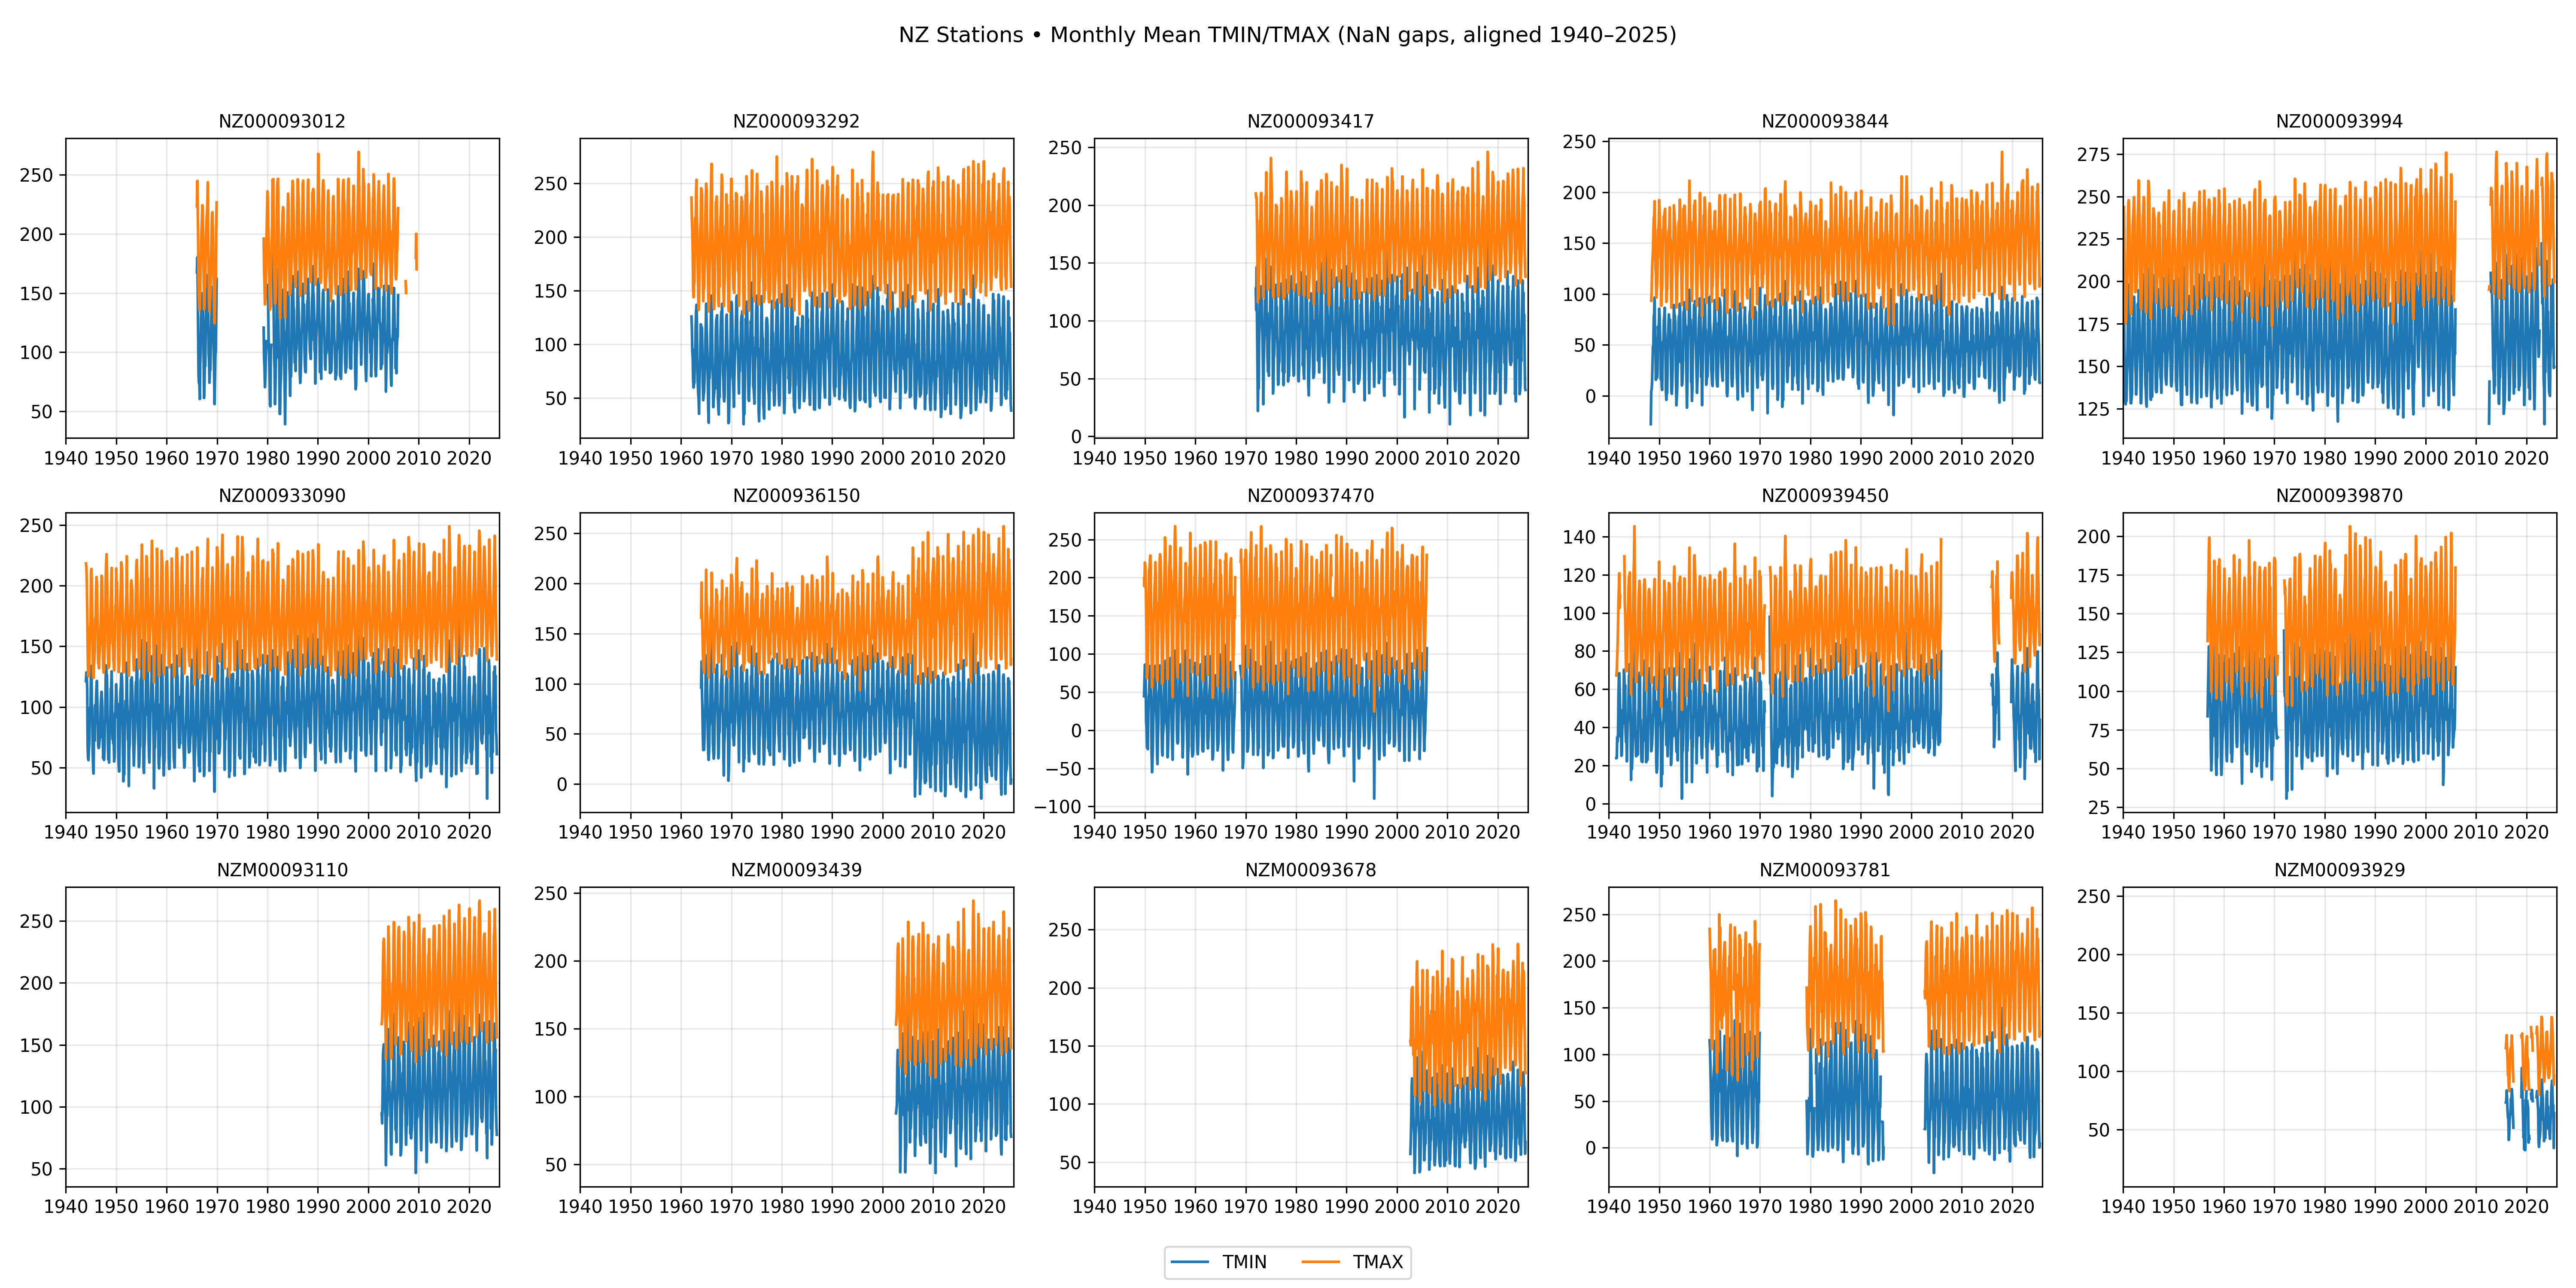 NZ Stations • Monthly Mean TMIN/TMAX (NaN gaps, aligned 1940–2025)
NZ000093012
250
200
150
100
50
1940 1950 1960 1970 1980 1990 2000 2010 2020
NZ000093292
250
200
150
100
50
1940 1950 1960 1970 1980 1990 2000 2010 2020
NZ000093417
250
200
150
100
50
0
1940 1950 1960 1970 1980 1990 2000 2010 2020
NZ000093844
250
200
150
100
50
0
1940 1950 1960 1970 1980 1990 2000 2010 2020
NZ000093994
275
250
225
200
175
150
125
1940 1950 1960 1970 1980 1990 2000 2010 2020
NZ000933090
250
200
150
100
50
1940 1950 1960 1970 1980 1990 2000 2010 2020
NZ000936150
250
200
150
100
50
0
1940 1950 1960 1970 1980 1990 2000 2010 2020
NZ000937470
250
200
150
100
50
0
−50
−100
1940 1950 1960 1970 1980 1990 2000 2010 2020
NZ000939450
140
120
100
80
60
40
20
0
1940 1950 1960 1970 1980 1990 2000 2010 2020
NZ000939870
200
175
150
125
100
75
50
25
1940 1950 1960 1970 1980 1990 2000 2010 2020
NZM00093110
250
200
150
100
50
1940 1950 1960 1970 1980 1990 2000 2010 2020
NZM00093439
250
200
150
100
50
1940 1950 1960 1970 1980 1990 2000 2010 2020
NZM00093678
250
200
150
100
50
1940 1950 1960 1970 1980 1990 2000 2010 2020
NZM00093781
250
200
150
100
50
0
1940 1950 1960 1970 1980 1990 2000 2010 2020
NZM00093929
250
200
150
100
50
1940 1950 1960 1970 1980 1990 2000 2010 2020
TMIN TMAX